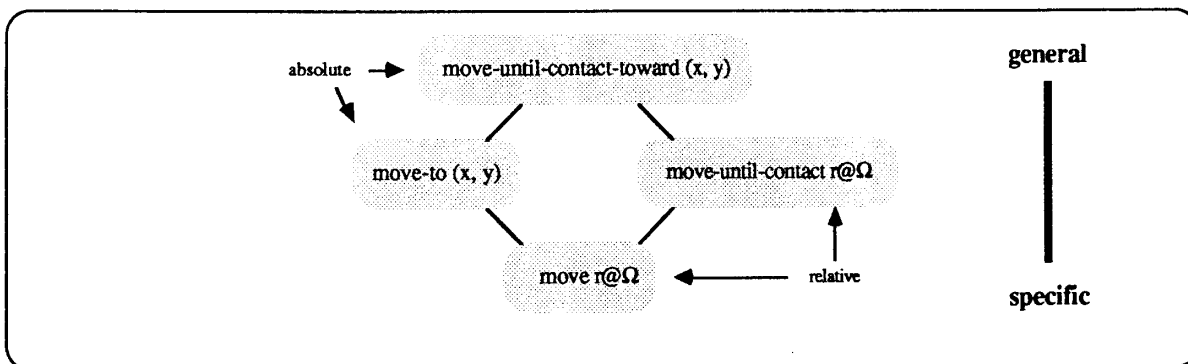 move-until-contact-toward (x, y)
absolute
general
move-to (x, y)
move-until-contact r@Ω
move r@Ω
relative
specific